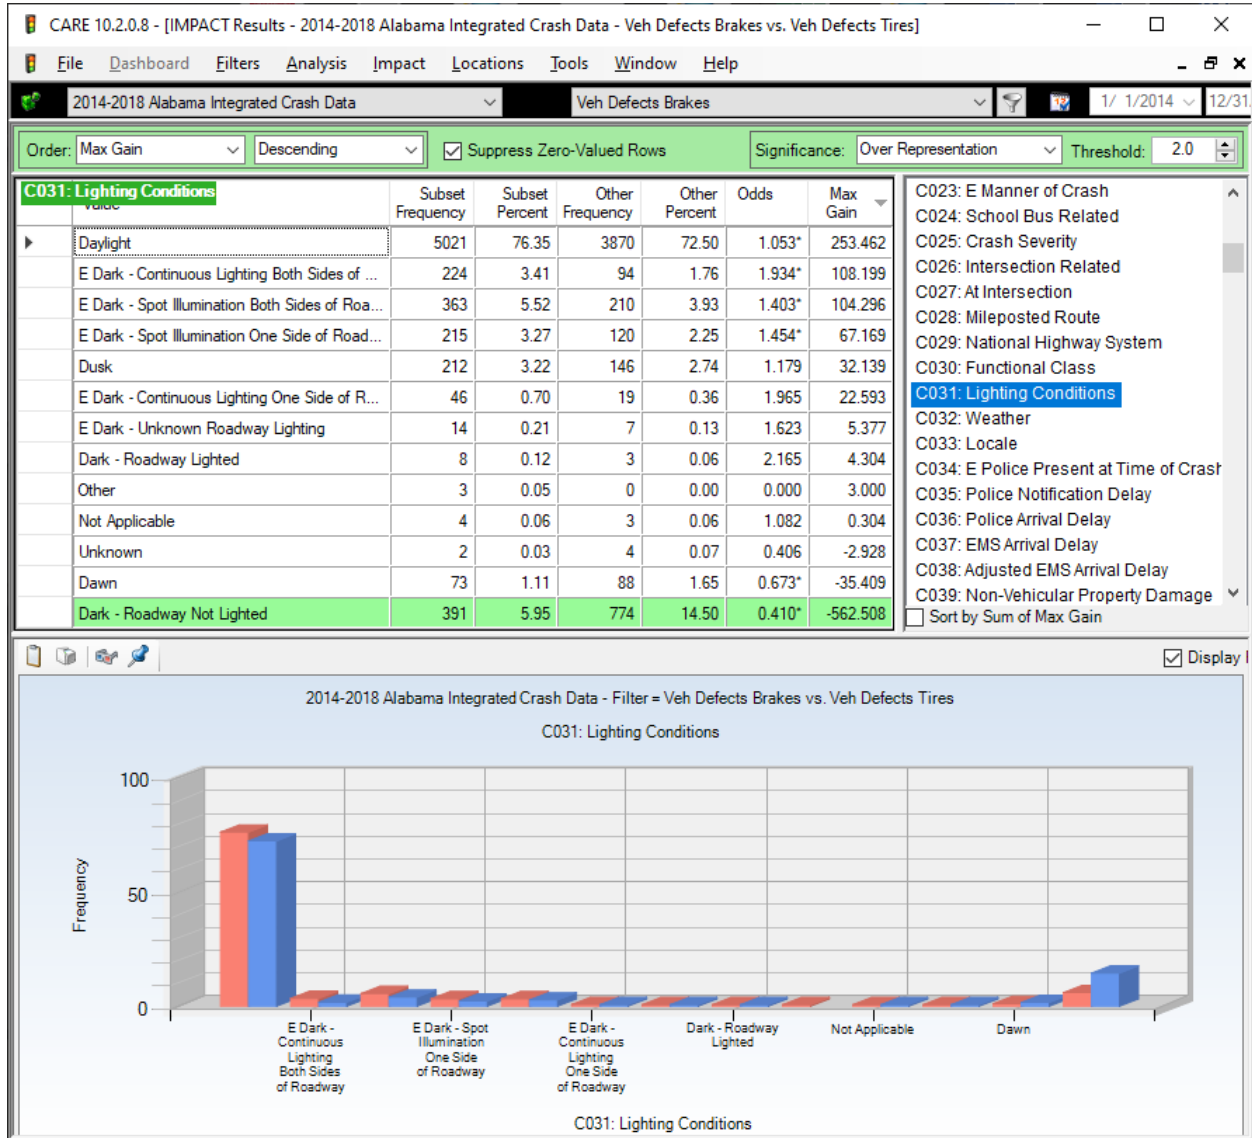 CARE 10.2.0.8 - [IMPACT Results - 2014-2018 Alabama Integrated Crash Data - Veh Defects Brakes vs. Veh Defects Tires]
File Dashboard Filters Analysis Impact Locations Tools Window Help
2014-2018 Alabama Integrated Crash Data Veh Defects Brakes 1/ 1/2014 12/31.
Order: Max Gain Descending Suppress Zero-Valued Rows Significance: Over Representation Threshold: 2.0
C031: Lighting Conditions
Value Subset Frequency Subset Percent Other Frequency Other Percent Odds Max Gain
Daylight 5021 76.35 3870 72.50 1.053* 253.462
E Dark - Continuous Lighting Both Sides of ... 224 3.41 94 1.76 1.934* 108.199
E Dark - Spot Illumination Both Sides of Roa... 363 5.52 210 3.93 1.403* 104.296
E Dark - Spot Illumination One Side of Road... 215 3.27 120 2.25 1.454* 67.169
Dusk 212 3.22 146 2.74 1.179 32.139
E Dark - Continuous Lighting One Side of R... 46 0.70 19 0.36 1.965 22.593
E Dark - Unknown Roadway Lighting 14 0.21 7 0.13 1.623 5.377
Dark - Roadway Lighted 8 0.12 3 0.06 2.165 4.304
Other 3 0.05 0 0.00 0.000 3.000
Not Applicable 4 0.06 3 0.06 1.082 0.304
Unknown 2 0.03 4 0.07 0.406 -2.928
Dawn 73 1.11 88 1.65 0.673* -35.409
Dark - Roadway Not Lighted 391 5.95 774 14.50 0.410* -562.508
C023: E Manner of Crash
C024: School Bus Related
C025: Crash Severity
C026: Intersection Related
C027: At Intersection
C028: Mileposted Route
C029: National Highway System
C030: Functional Class
C031: Lighting Conditions
C032: Weather
C033: Locale
C034: E Police Present at Time of Crash
C035: Police Notification Delay
C036: Police Arrival Delay
C037: EMS Arrival Delay
C038: Adjusted EMS Arrival Delay
C039: Non-Vehicular Property Damage
Sort by Sum of Max Gain
Display
2014-2018 Alabama Integrated Crash Data - Filter = Veh Defects Brakes vs. Veh Defects Tires
C031: Lighting Conditions
100
50
0
Frequency
E Dark -
Continuous
Lighting
Both Sides
of Roadway
E Dark - Spot
Illumination
One Side
of Roadway
E Dark -
Continuous
Lighting
One Side
of Roadway
Dark - Roadway
Lighted
Not Applicable
Dawn
C031: Lighting Conditions